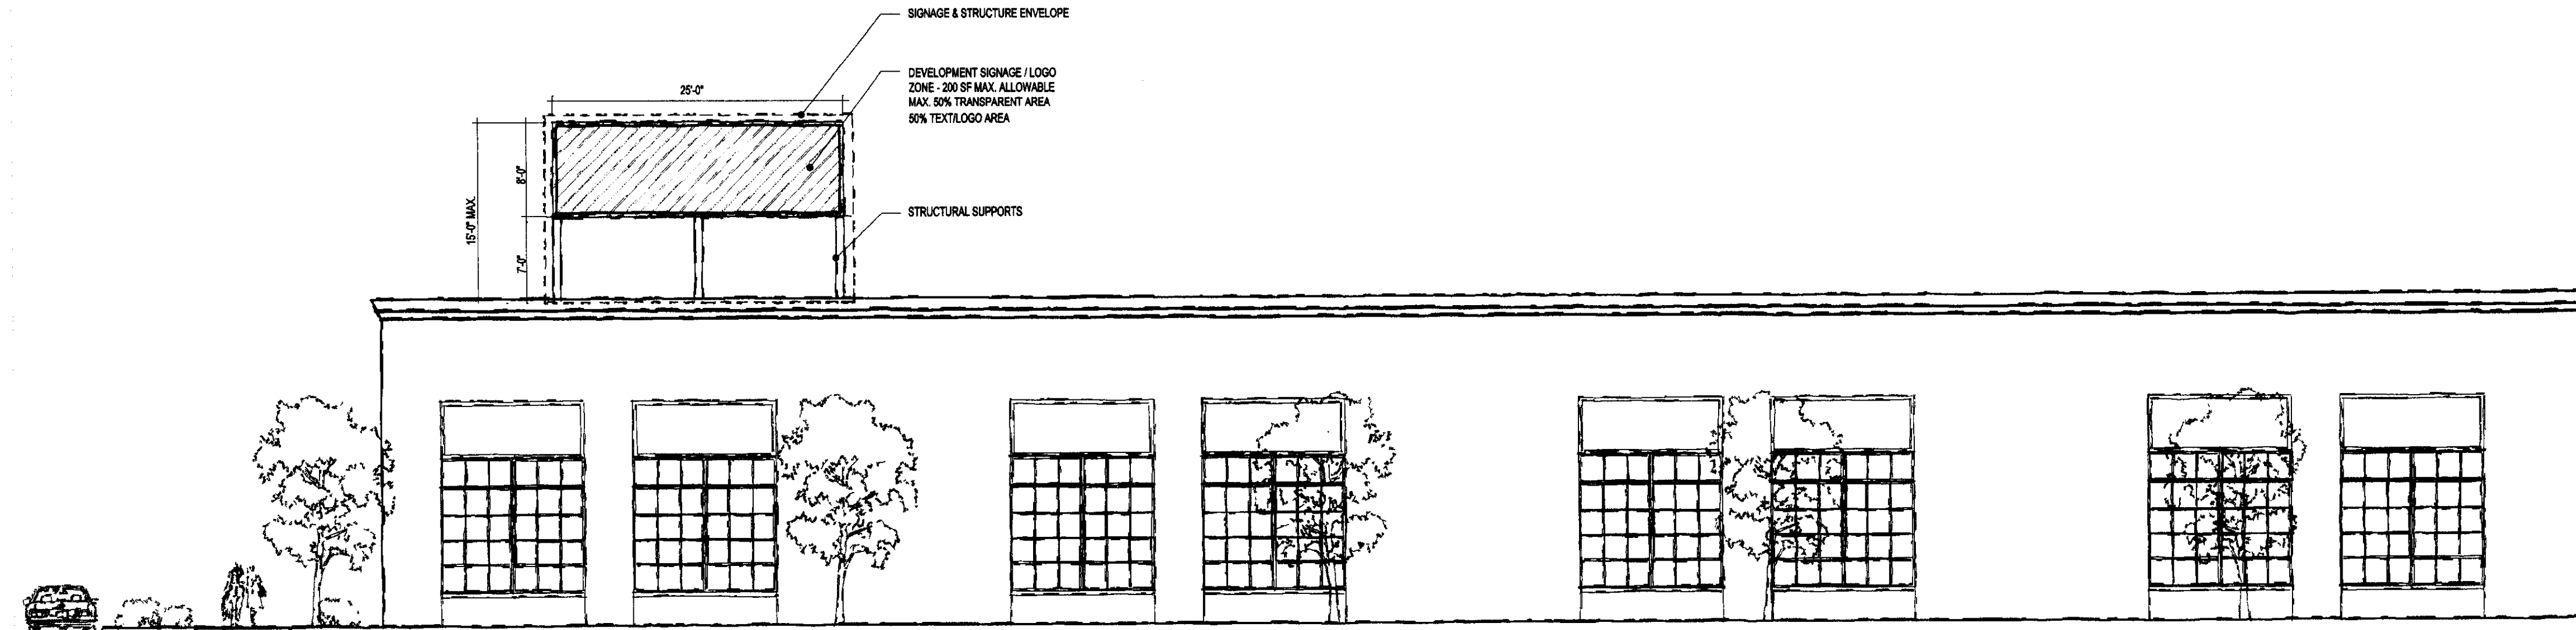 SIGNAGE & STRUCTURE ENVELOPE
DEVELOPMENT SIGNAGE / LOGO
ZONE - 200 SF MAX. ALLOWABLE
MAX. 50% TRANSPARENT AREA
50% TEXT/LOGO AREA
25'-0"
15'-0" MAX.
8'-0"
7'-0"
STRUCTURAL SUPPORTS